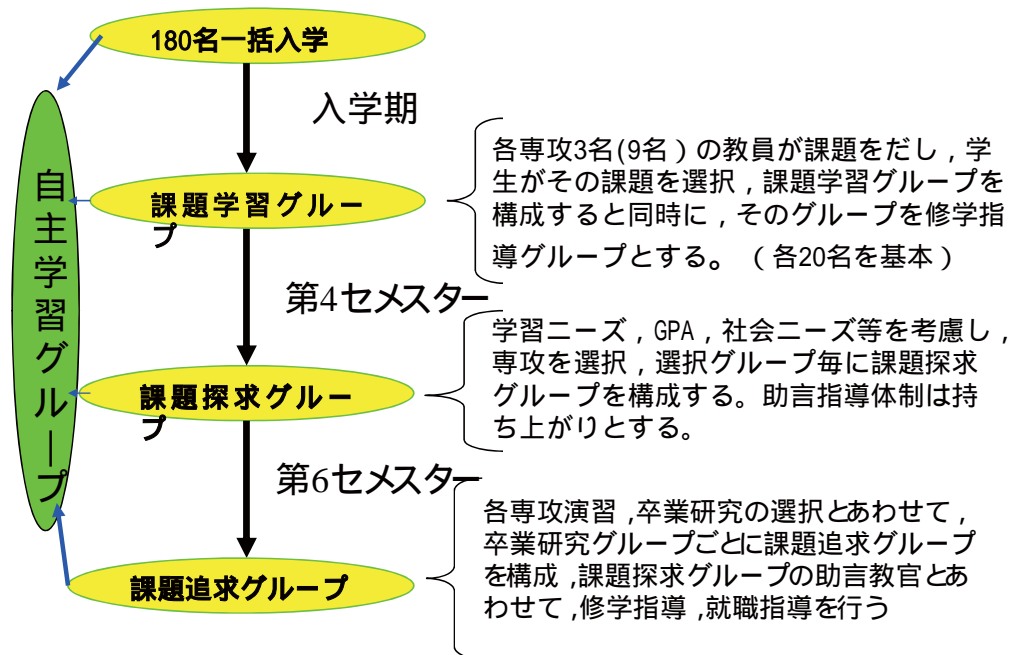 180名一括入学
入学期
各専攻3名(9名）の教員が課題をだし，学
生がその課題を選択，課題学習グループを
構成すると同時に，そのグループを修学指
導グループとする。（各20名を基本）
課題学習グルー
プ
第4セメスター
学習ニーズ，GPA，社会ニーズ等を考慮し，
専攻を選択，選択グループ毎に課題探求
グループを構成する。助言指導体制は持
ち上がりとする。
課題探求グルー
プ
第6セメスター
各専攻演習，卒業研究の選択とあわせて，
卒業研究グループごとに課題追求グループ
を構成，課題探求グループの助言教官とあ
わせて，修学指導，就職指導を行う
課題追求グループ
自主学習グループ